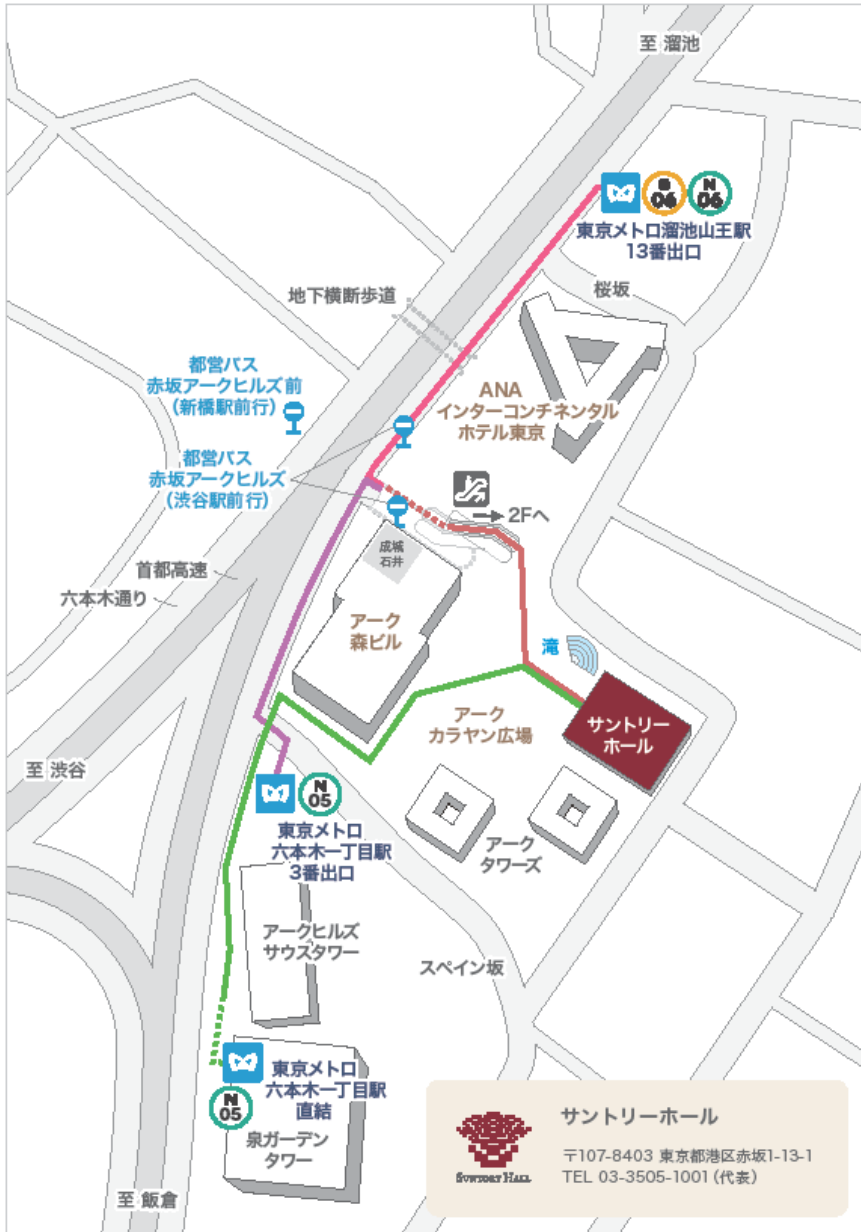 至 溜池
G
06
N
06
東京メトロ溜池山王駅
13番出口
桜坂
地下横断歩道
都営バス
赤坂アークヒルズ前
(新橋駅前行)
ANA
インターコンチネンタル
ホテル東京
都営バス
赤坂アークヒルズ
(渋谷駅前行)
2Fへ
成城
石井
首都高速
六本木通り
アーク
森ビル
滝
サントリー
ホール
アーク
カラヤン広場
至 渋谷
N
05
東京メトロ
六本木一丁目駅
3番出口
アーク
タワーズ
アークヒルズ
サウスタワー
スペイン坂
東京メトロ
六本木一丁目駅
直結
N
05
泉ガーデン
タワー
至 飯倉
サントリーホール
〒107-8403 東京都港区赤坂1-13-1
TEL 03-3505-1001(代表)
SUNTORY HALL